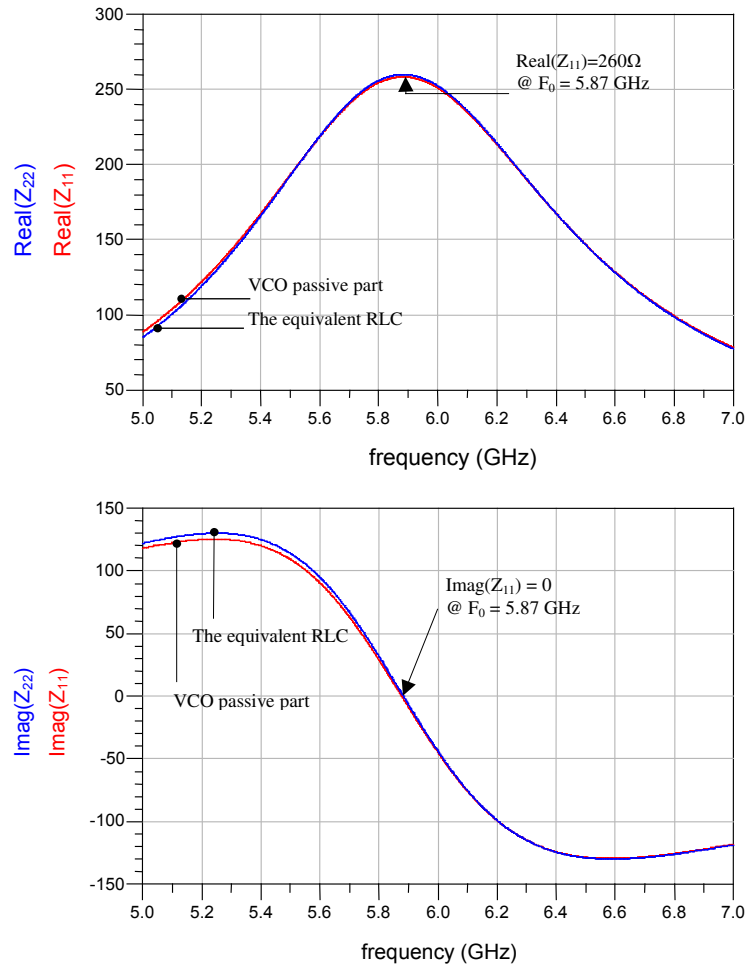 300
250
200
150
100
50
Real(Z22)
Real(Z11)
Real(Z11)=260Ω
@ F0 = 5.87 GHz
VCO passive part
The equivalent RLC
5.0 5.2 5.4 5.6 5.8 6.0 6.2 6.4 6.6 6.8 7.0
frequency (GHz)
150
100
50
0
-50
-100
-150
Imag(Z22)
Imag(Z11)
Imag(Z11) = 0
@ F0 = 5.87 GHz
The equivalent RLC
VCO passive part
5.0 5.2 5.4 5.6 5.8 6.0 6.2 6.4 6.6 6.8 7.0
frequency (GHz)